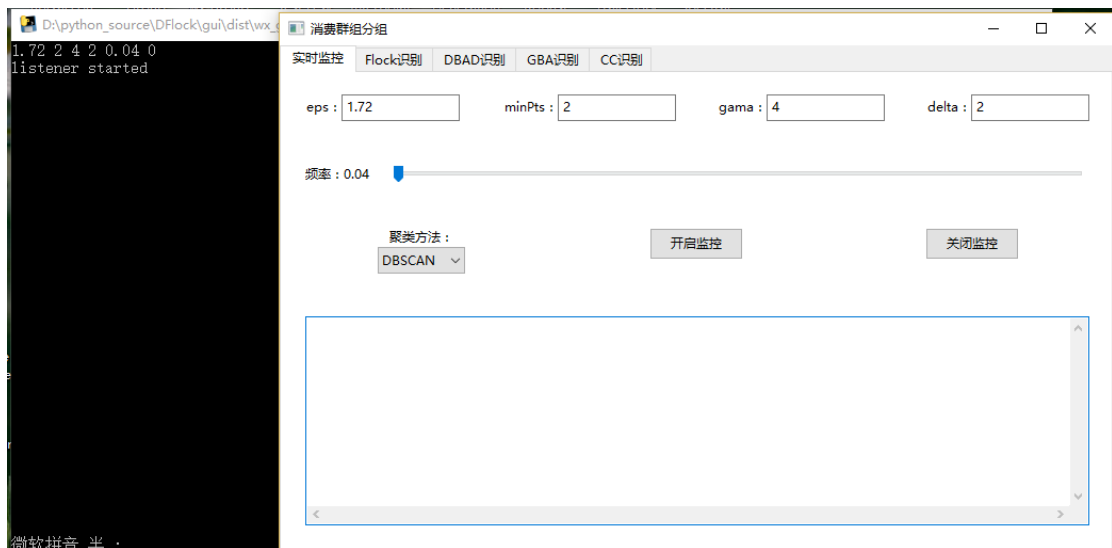 D:\python_source\DFlock\gui\dist\wx_
1.72 2 4 2 0.04 0
listener started
微软拼音 半 ·
消费群组分组
实时监控 Flock识别 DBAD识别 GBA识别 CC识别
eps : 1.72 minPts : 2 gama : 4 delta : 2
频率 : 0.04
聚类方法 :
DBSCAN 开启监控 关闭监控